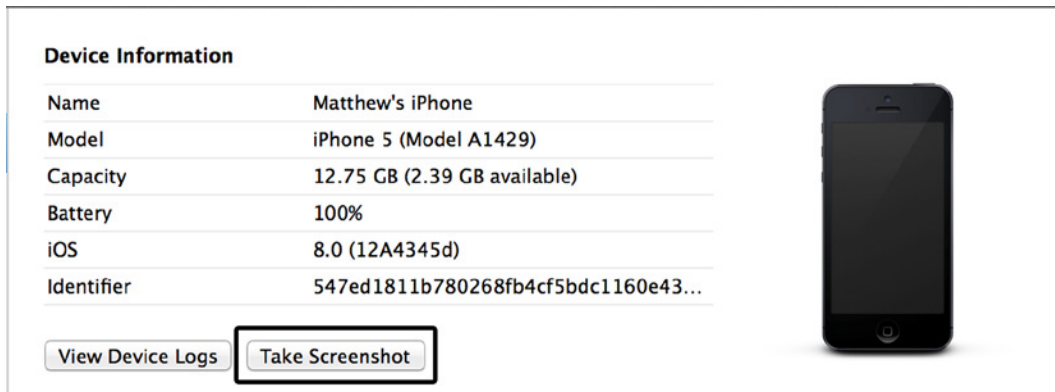 Device Information
Name Matthew's iPhone
Model iPhone 5 (Model A1429)
Capacity 12.75 GB (2.39 GB available)
Battery 100%
iOS 8.0 (12A4345d)
Identifier 547ed1811b780268fb4cf5bdc1160e43...
View Device Logs Take Screenshot